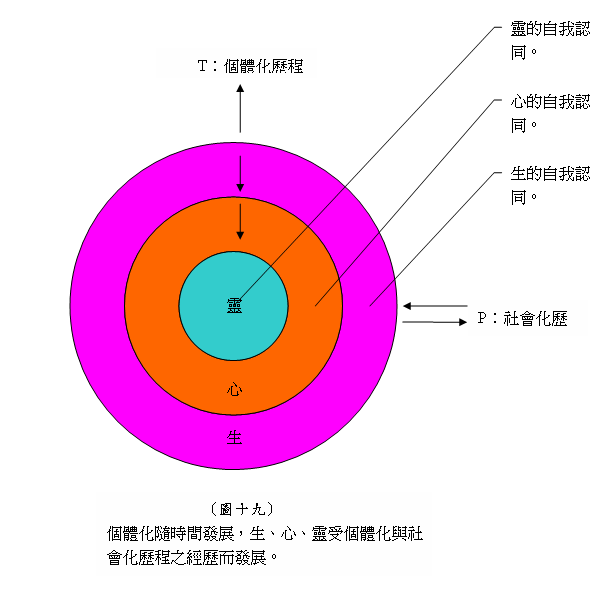 靈的自我認
同。
T：個體化歷程
心的自我認
同。
生的自我認
同。
靈
P：社會化歷
心
生
（圖十九）
個體化隨時間發展，生、心、靈受個體化與社
會化歷程之經歷而發展。